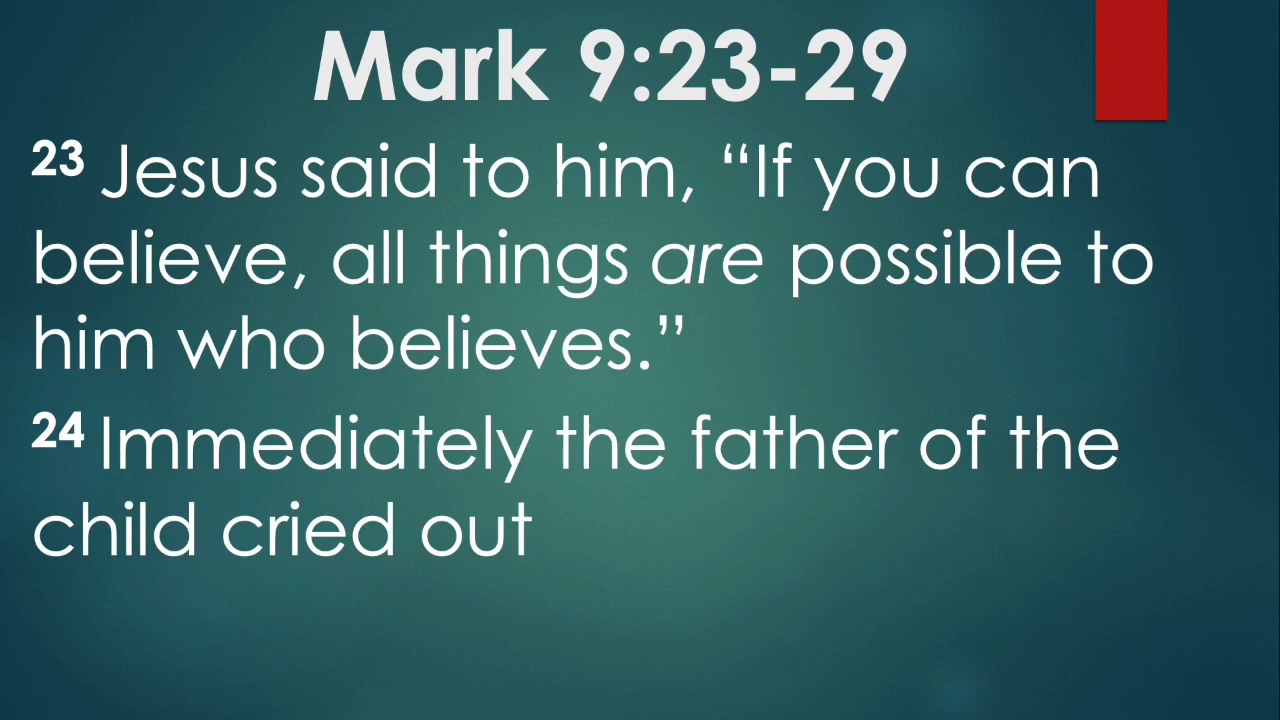 Mark 9:23-29
23 Jesus said to him, “If you can
believe, all things are possible to
him who believes.”
24 Immediately the father of the
child cried out